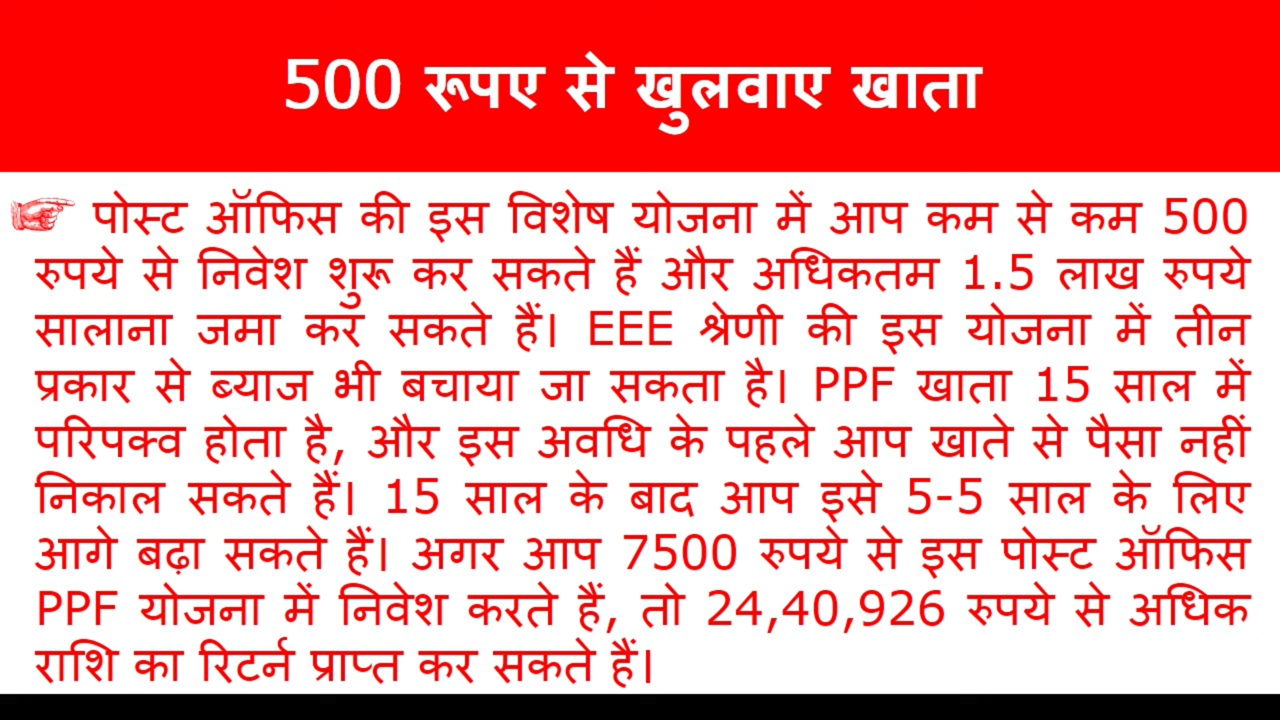 500 रूपए से खुलवाए खाता
☞ पोस्ट ऑफिस की इस विशेष योजना में आप कम से कम 500
रुपये से निवेश शुरू कर सकते हैं और अधिकतम 1.5 लाख रुपये
सालाना जमा कर सकते हैं। EEE श्रेणी की इस योजना में तीन
प्रकार से ब्याज भी बचाया जा सकता है। PPF खाता 15 साल में
परिपक्व होता है, और इस अवधि के पहले आप खाते से पैसा नहीं
निकाल सकते हैं। 15 साल के बाद आप इसे 5-5 साल के लिए
आगे बढ़ा सकते हैं। अगर आप 7500 रुपये से इस पोस्ट ऑफिस
PPF योजना में निवेश करते हैं, तो 24,40,926 रुपये से अधिक
राशि का रिटर्न प्राप्त कर सकते हैं।